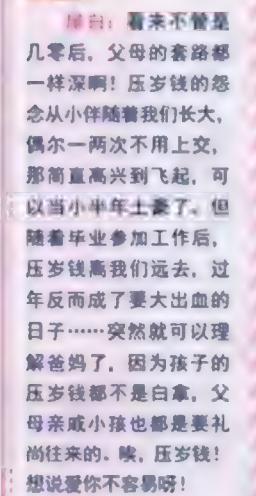 旁白：看来不管是
几零后，父母的套路都
一样深啊！压岁钱的怨
念从小伴随着我们长大，
偶尔一两次不用上交，
那简直高兴到飞起，可
以当小半年土豪了。但
随着毕业参加工作后，
压岁钱离我们远去，过
年反而成了要大出血的
日子……突然就可以理
解爸妈了，因为孩子的
压岁钱都不是白拿，父
母亲戚小孩也都是要礼
尚往来的。唉，压岁钱！
想说爱你不容易呀！